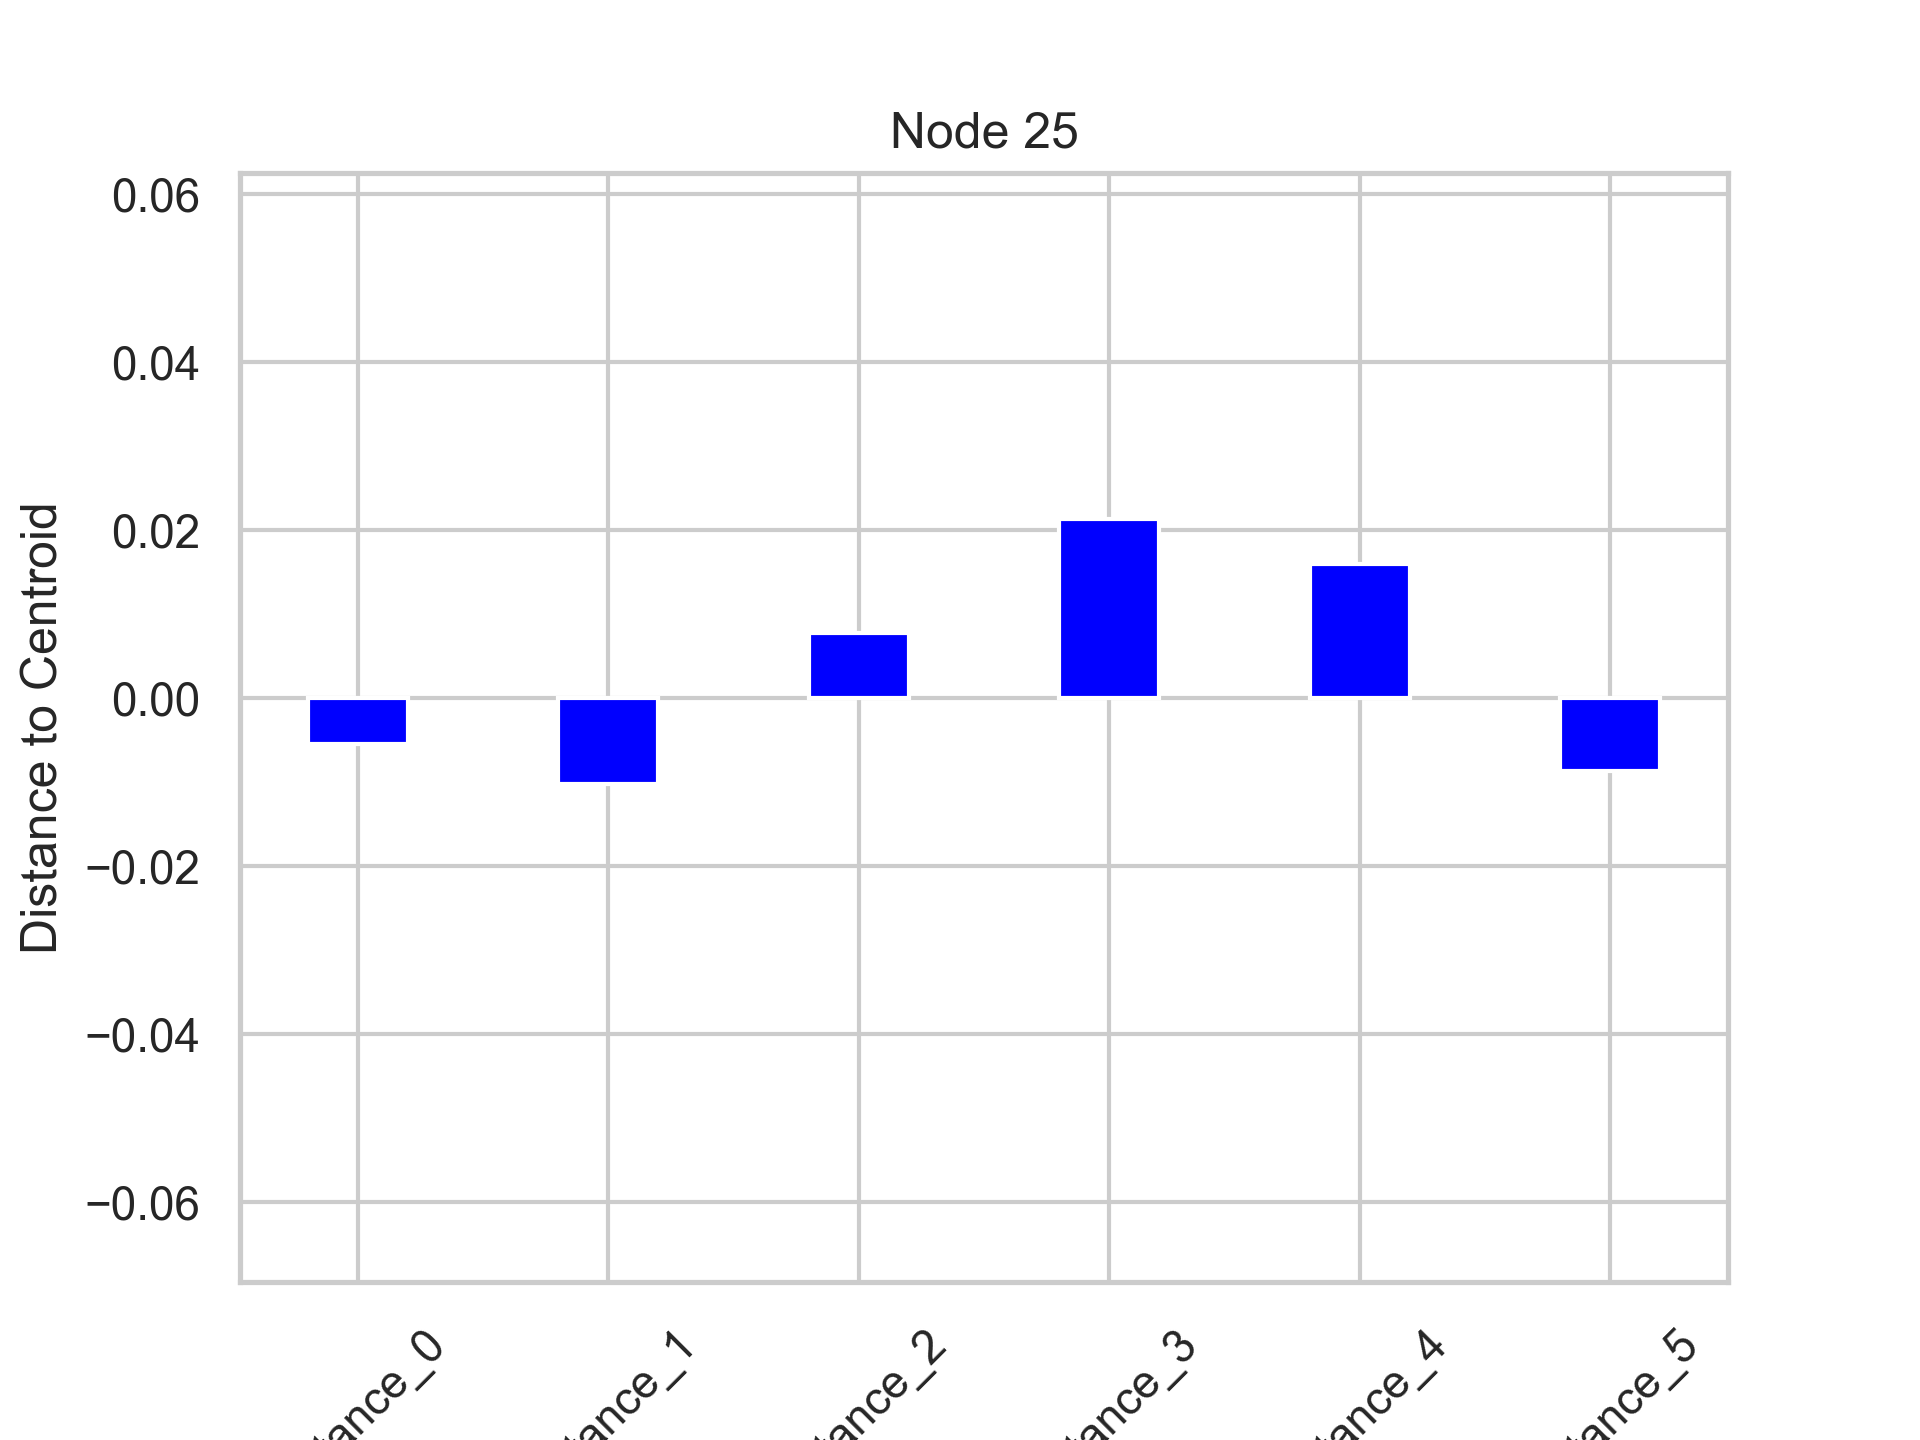 Node 25
0.06
0.04
0.02
0.00
−0.02
−0.04
−0.06
Distance to Centroid
tance_0
tance_1
tance_2
tance_3
tance_4
tance_5